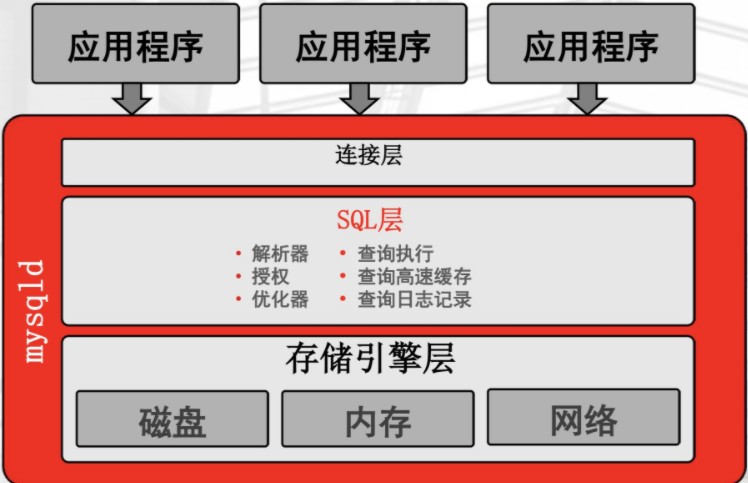 应用程序 应用程序 应用程序
连接层
SQL层
• 解析器 • 查询执行
• 授权 • 查询高速缓存
• 优化器 • 查询日志记录
mysqld
存储引擎层
磁盘 内存 网络